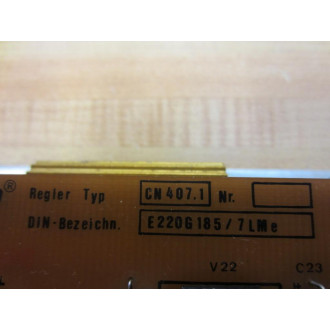 ® Regler Typ CN 407.1 Nr.
DIN-Bezeichn. E220G185/7LMe
V22 C23